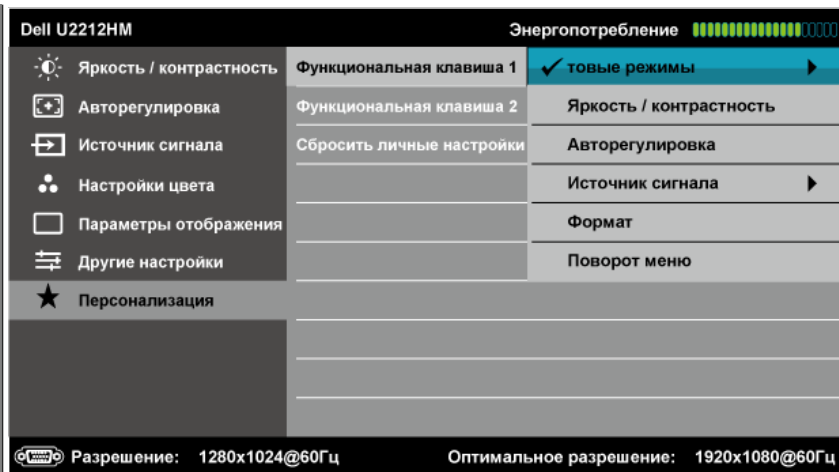 Dell U2212HM Энергопотребление
Яркость / контрастность Функциональная клавиша 1 товые режимы
Авторегулировка Функциональная клавиша 2 Яркость / контрастность
Источник сигнала Сбросить личные настройки Авторегулировка
Настройки цвета Источник сигнала
Параметры отображения Формат
Другие настройки Поворот меню
Персонализация
Разрешение: 1280x1024@60Гц Оптимальное разрешение: 1920x1080@60Гц